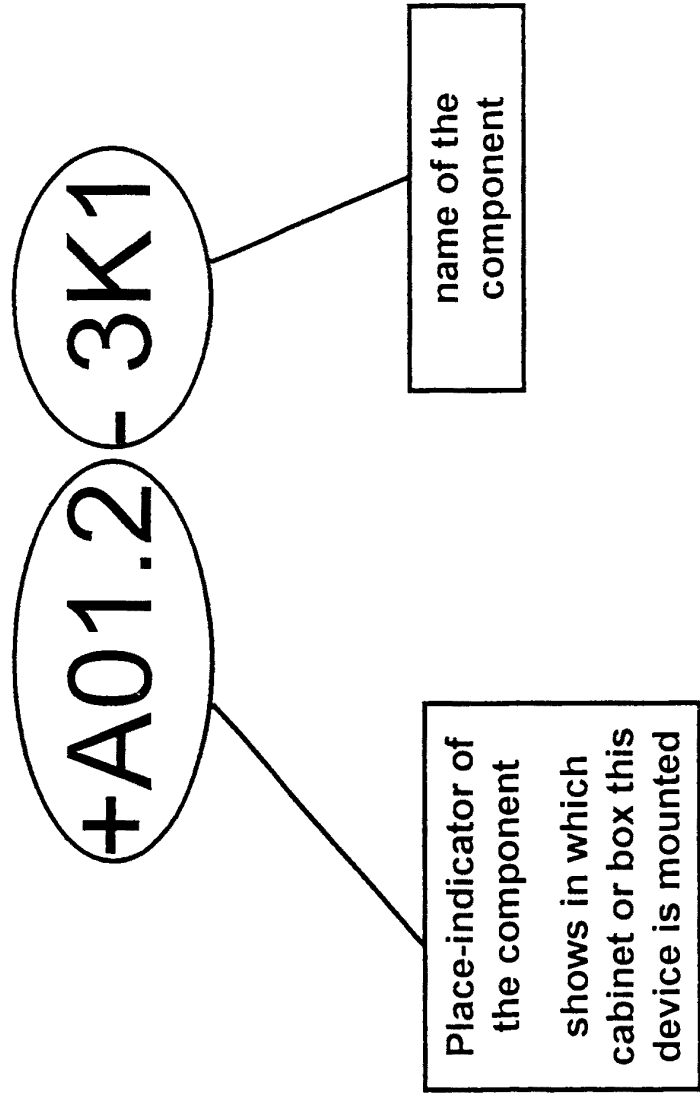 +A01.2 - 3K1
Place-indicator of
the component
shows in which
cabinet or box this
device is mounted
name of the
component